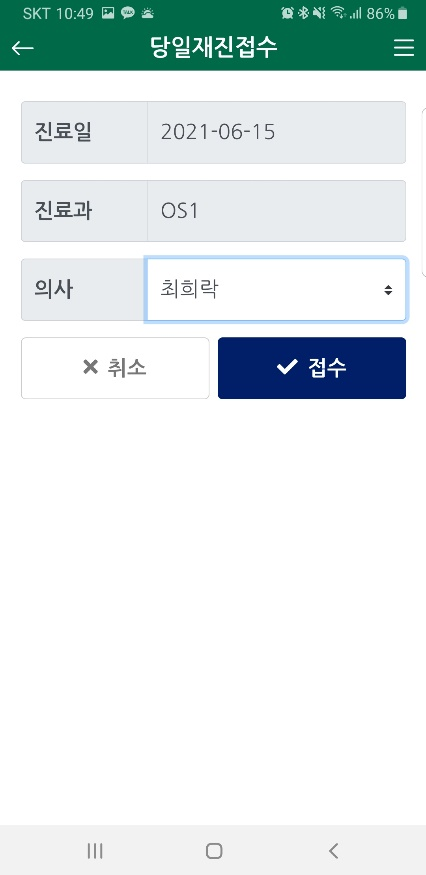 SKT 10:49 86%
당일재진접수
진료일 2021-06-15
진료과 OS1
의사 최희락
취소 접수